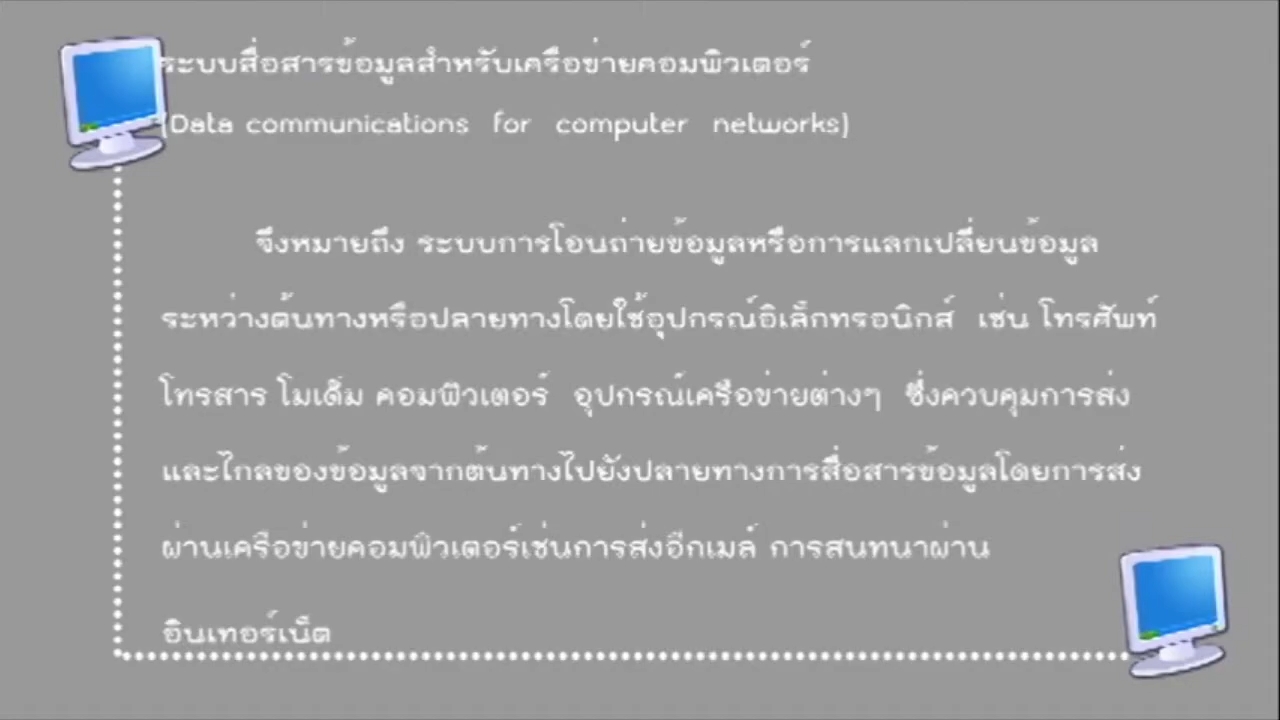 ระบบสื่อสารข้อมูลสำหรับเครือข่ายคอมพิวเตอร์
(Data communications for computer networks)
จึงหมายถึง ระบบการโอนถ่ายข้อมูลหรือการแลกเปลี่ยนข้อมูล
ระหว่างต้นทางหรือปลายทางโดยใช้อุปกรณ์อิเล็กทรอนิกส์ เช่น โทรศัพท์
โทรสาร โมเด็ม คอมพิวเตอร์ อุปกรณ์เครือข่ายต่างๆ ซึ่งควบคุมการส่ง
และไกลของข้อมูลจากต้นทางไปยังปลายทางการสื่อสารข้อมูลโดยการส่ง
ผ่านเครือข่ายคอมพิวเตอร์เช่นการส่งอีกเมล์ การสนทนาผ่าน
อินเทอร์เน็ต